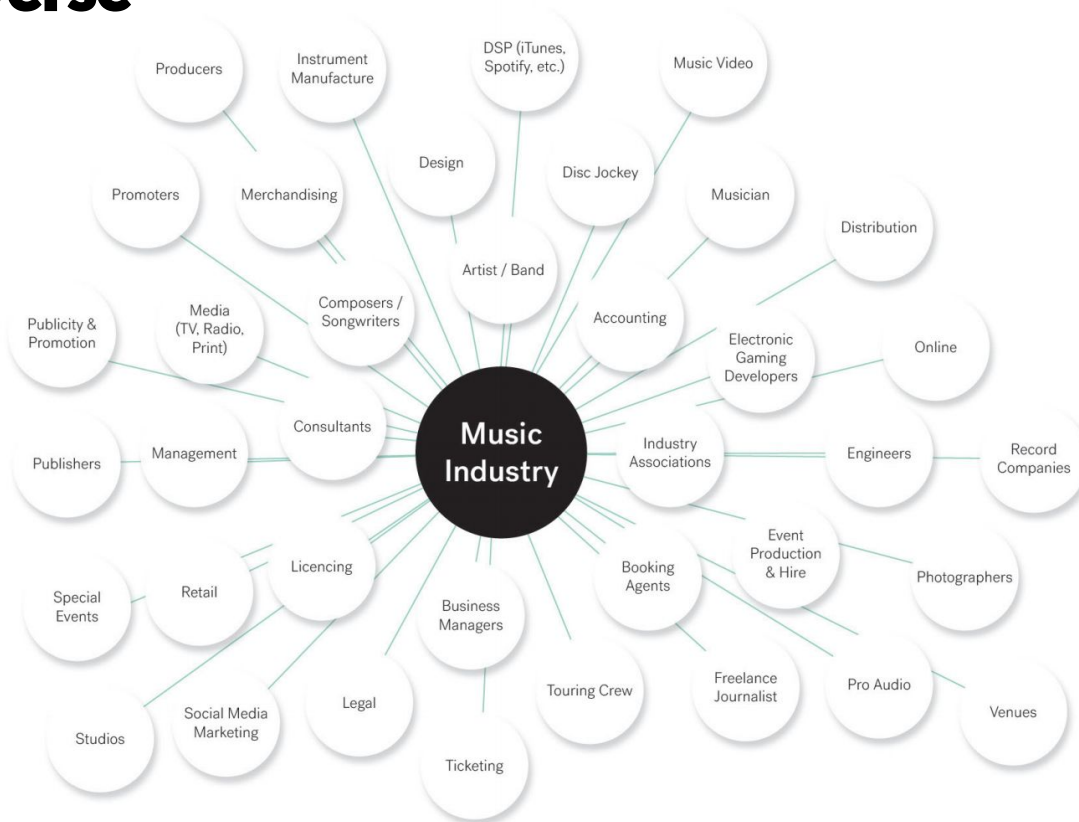 Producers
Instrument
Manufacture
DSP (iTunes,
Spotify, etc.)
Music Video
Design
Disc Jockey
Promoters
Merchandising
Musician
Distribution
Artist / Band
Composers /
Songwriters
Accounting
Publicity &
Promotion
Media
(TV, Radio,
Print)
Electronic
Gaming
Developers
Online
Consultants
Music
Industry
Industry
Associations
Publishers
Management
Engineers
Record
Companies
Licencing
Booking
Agents
Event
Production
& Hire
Photographers
Special
Events
Retail
Business
Managers
Studios
Social Media
Marketing
Legal
Touring Crew
Freelance
Journalist
Pro Audio
Venues
Ticketing